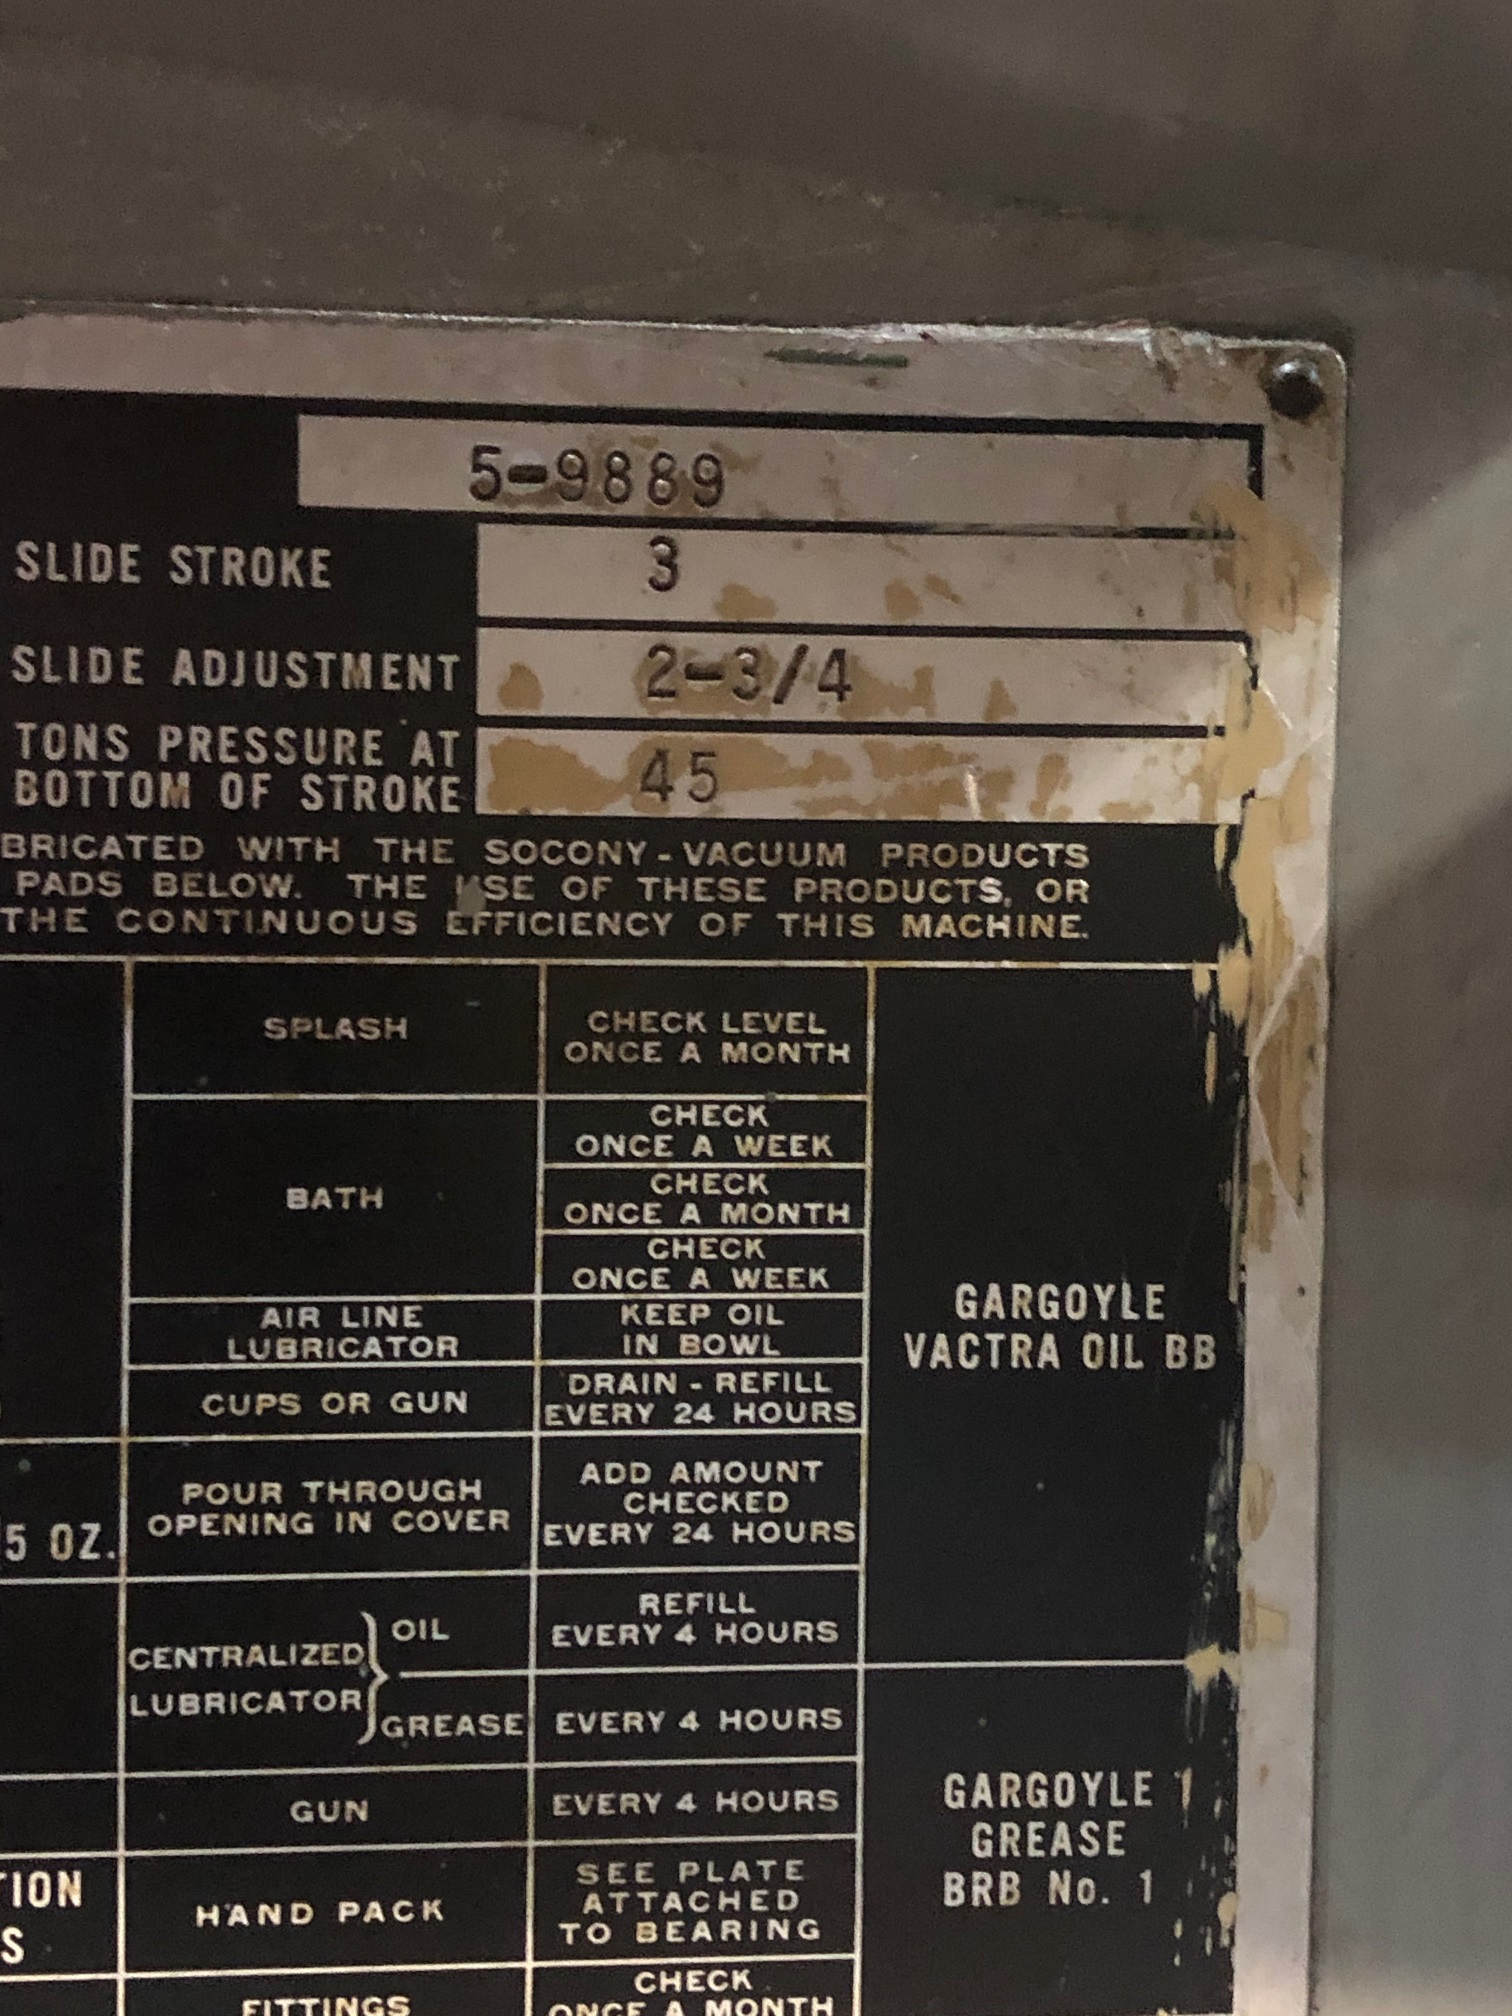 5-9889
SLIDE STROKE 3
SLIDE ADJUSTMENT 2-3/4
TONS PRESSURE AT
BOTTOM OF STROKE 45
BRICATED WITH THE SOCONY-VACUUM PRODUCTS
PADS BELOW. THE USE OF THESE PRODUCTS, OR
THE CONTINUOUS EFFICIENCY OF THIS MACHINE.
SPLASH
CHECK LEVEL
ONCE A MONTH
BATH
CHECK
ONCE A WEEK
CHECK
ONCE A MONTH
CHECK
ONCE A WEEK
AIR LINE
LUBRICATOR
KEEP OIL
IN BOWL
CUPS OR GUN
DRAIN - REFILL
EVERY 24 HOURS
GARGOYLE
VACTRA OIL BB
5 OZ.
POUR THROUGH
OPENING IN COVER
ADD AMOUNT
CHECKED
EVERY 24 HOURS
CENTRALIZED
LUBRICATOR
OIL
REFILL
EVERY 4 HOURS
GREASE
EVERY 4 HOURS
GUN
EVERY 4 HOURS
GARGOYLE 1
GREASE
BRB No. 1
TION
S
HAND PACK
SEE PLATE
ATTACHED
TO BEARING
FITTINGS
CHECK
ONCE A MONTH